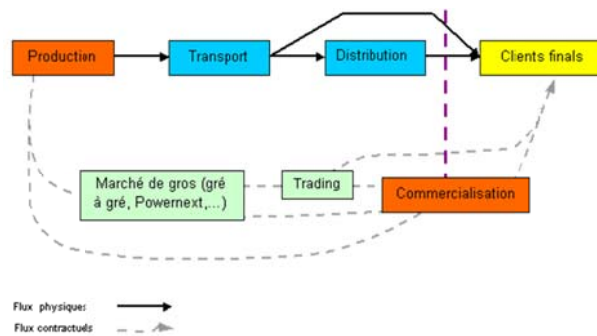 Production
Transport
Distribution
Clients finals
Marché de gros (gré
à gré, Powernext,...)
Trading
Commercialisation
Flux physiques
Flux contractuels